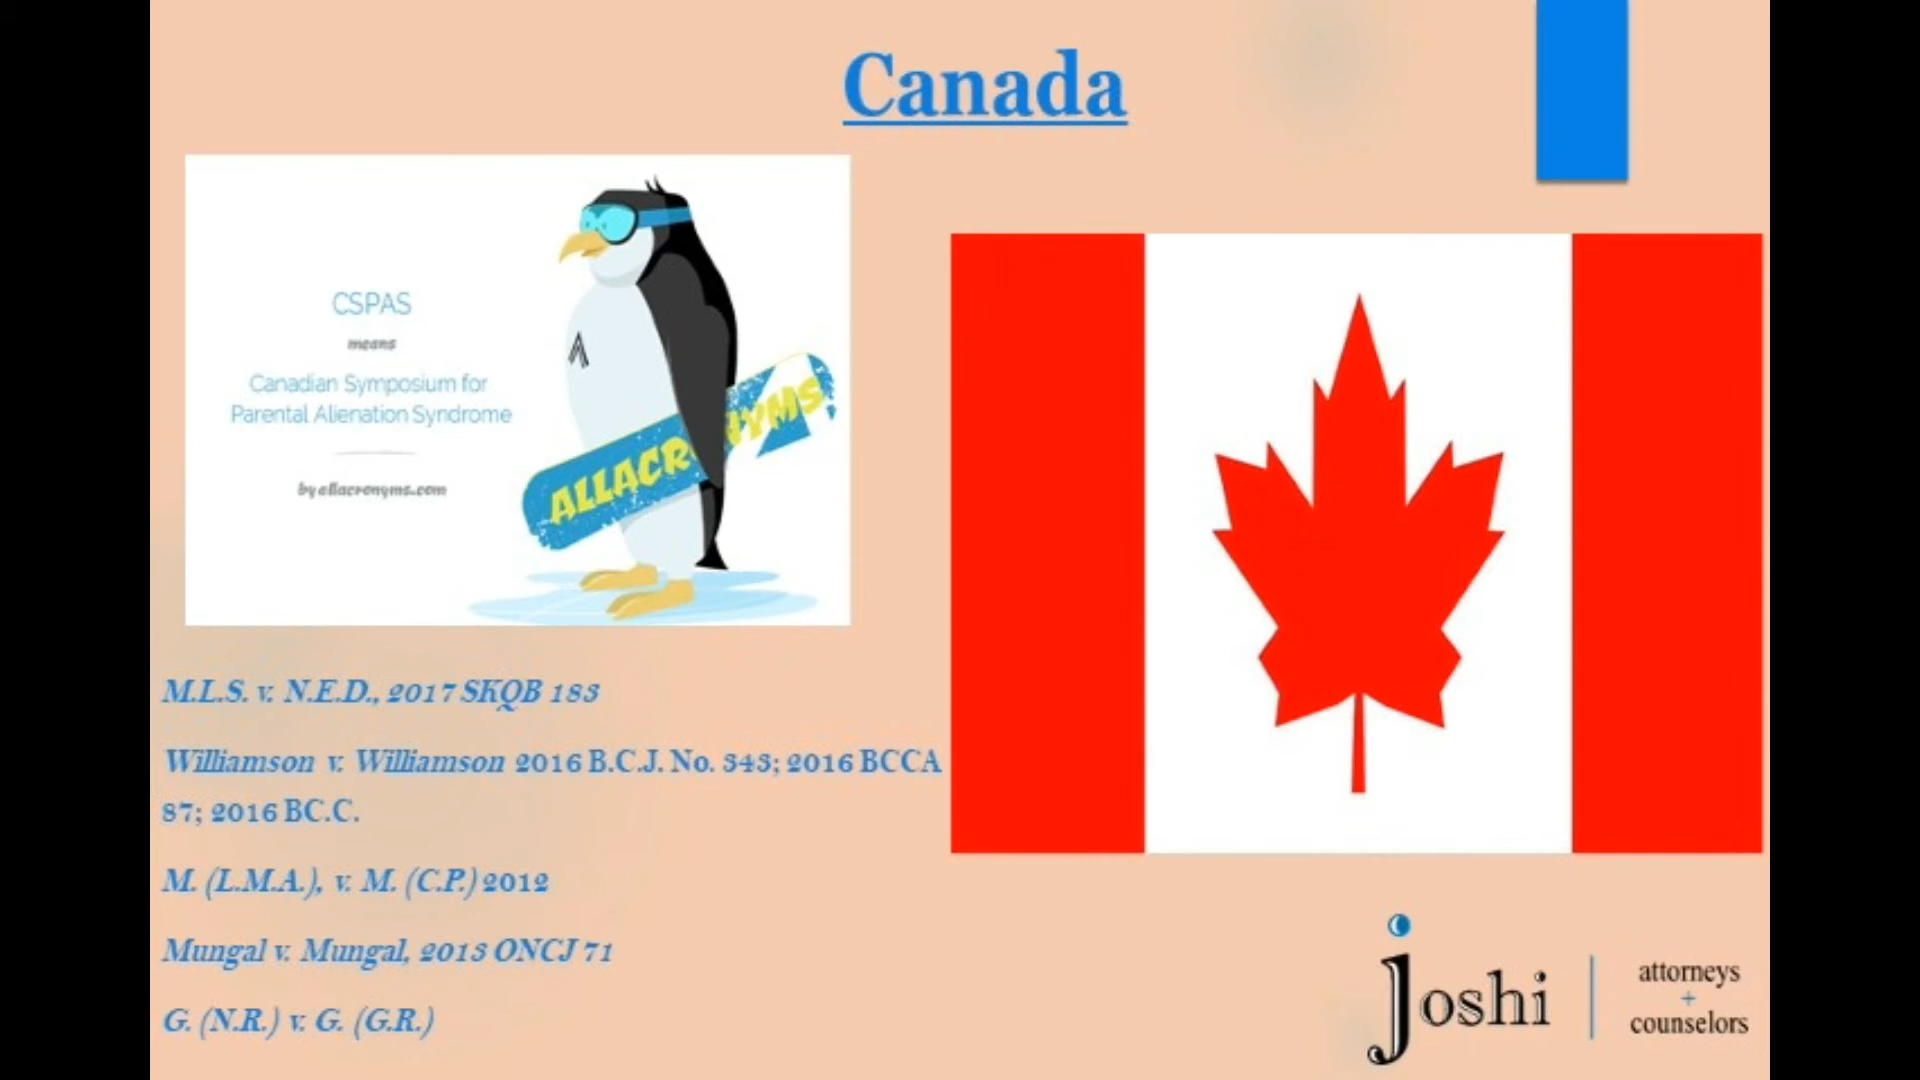 Canada
CSPAS
means
Canadian Symposium for
Parental Alienation Syndrome
by allacronyms.com
ALLACRONYMS
M.L.S. v. N.E.D., 2017 SKQB 183
Williamson v. Williamson 2016 B.C.J. No. 343; 2016 BCCA
87; 2016 BC.C.
M. (L.M.A.), v. M. (C.P.) 2012
Mungal v. Mungal, 2013 ONCJ 71
G. (N.R.) v. G. (G.R.)
Joshi
attorneys
+
counselors